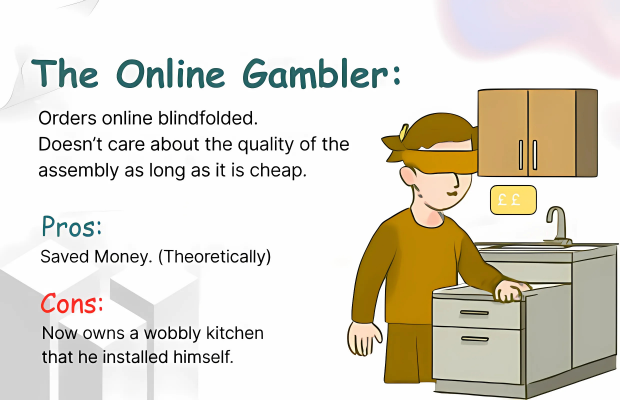 The Online Gambler:
Orders online blindfolded.
Doesn’t care about the quality of the
assembly as long as it is cheap.
Pros:
Saved Money. (Theoretically)
Cons:
Now owns a wobbly kitchen
that he installed himself.
££